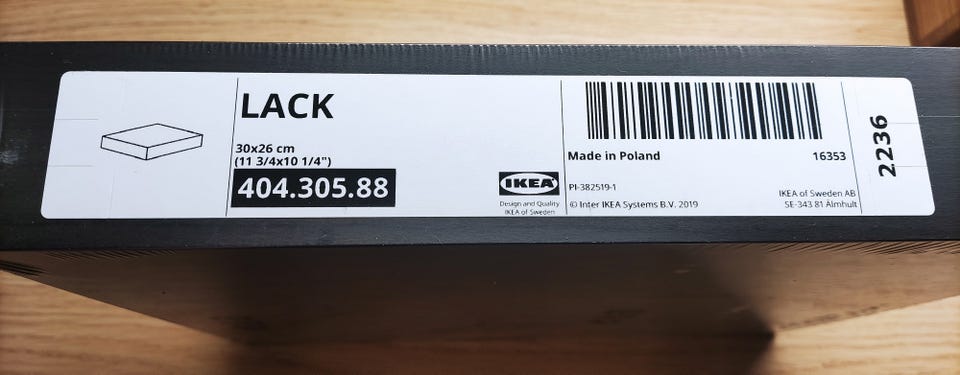 LACK
30x26 cm
(11 3/4x10 1/4")
404.305.88
IKEA
Design and Quality
IKEA of Sweden
Made in Poland
16353
PI-382519-1
© Inter IKEA Systems B.V. 2019
IKEA of Sweden AB
SE-343 81 Älmhult
2236